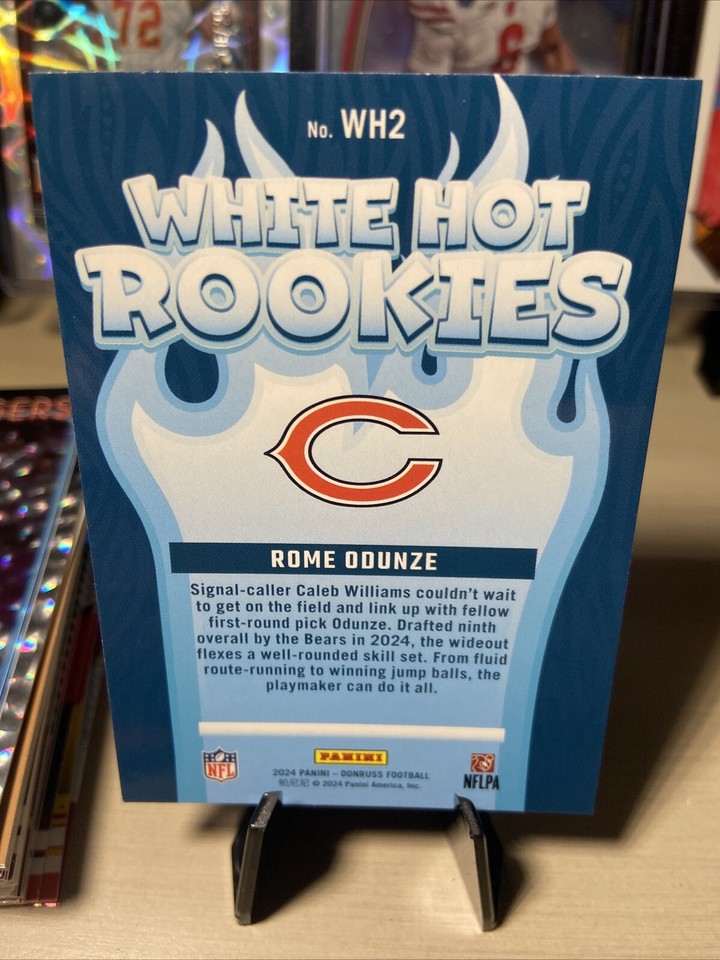 72
No. WH2
WHITE HOT
ROOKIES
ROME ODUNZE
Signal-caller Caleb Williams couldn't wait
to get on the field and link up with fellow
first-round pick Odunze. Drafted ninth
overall by the Bears in 2024, the wideout
flexes a well-rounded skill set. From fluid
route-running to winning jump balls, the
playmaker can do it all.
NFL
PANINI
2024 PANINI – DONRUSS FOOTBALL
© 2024 Panini America, Inc.
NFLPA